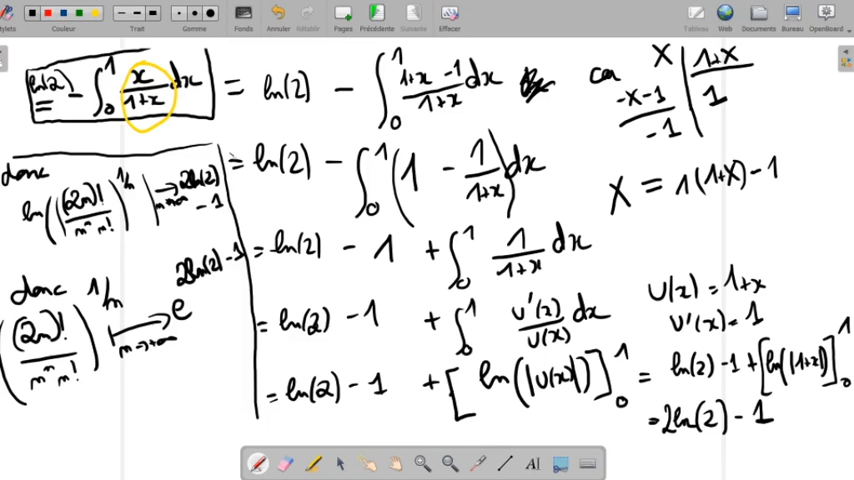 Stylets Couleur Trait Gomme Fonds Annuler Rétablir Pages Précédente Suivante Effacer Tableau Web Documents Bureau OpenBoard
ln(2) - ∫₀¹ x/(1+x) dx = ln(2) - ∫₀¹ (1+x-1)/(1+x) dx car X | 1+X
-X-1 | 1
-1
X = 1(1+X) - 1
= ln(2) - ∫₀¹ (1 - 1/(1+x)) dx
= ln(2) - 1 + ∫₀¹ 1/(1+x) dx
= ln(2) - 1 + ∫₀¹ u'(x)/u(x) dx
u(x) = 1+x
u'(x) = 1
= ln(2) - 1 + [ln(|u(x)|)]₀¹ = ln(2) - 1 + [ln(|1+x|)]₀¹
= 2ln(2) - 1
donc
ln(((2n)!/(nⁿ n!))^(1/n)) → 2ln(2) - 1
n→+∞
donc
((2n)!/(nⁿ n!))^(1/n) ↦ e^(2ln(2)-1)
n→+∞